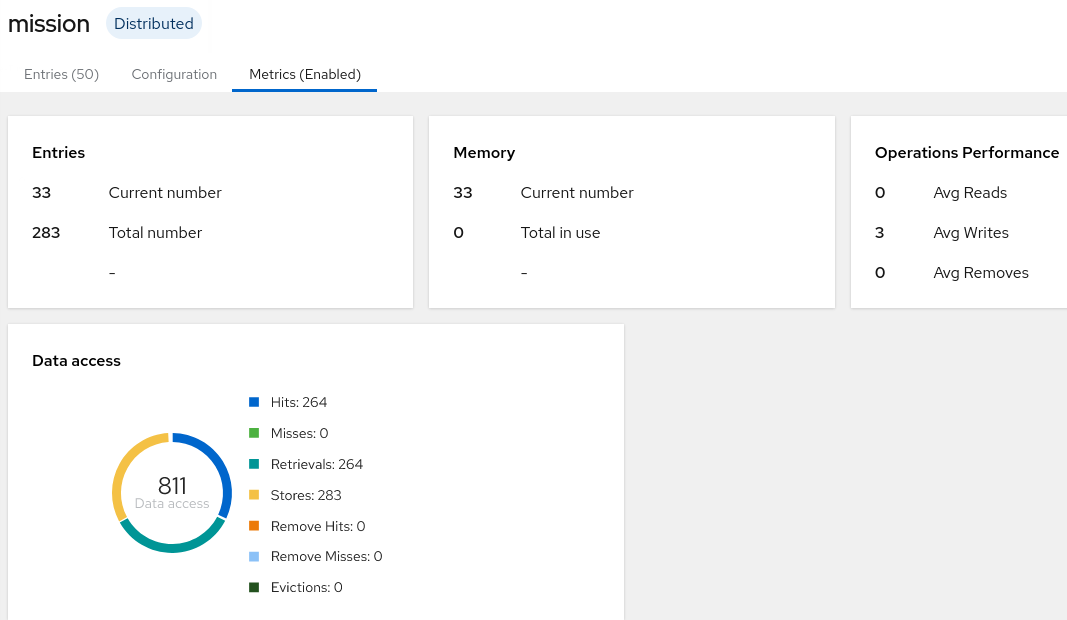 mission Distributed
Entries (50) Configuration Metrics (Enabled)
Entries
33 Current number
283 Total number
-
Memory
33 Current number
0 Total in use
-
Operations Performance
0 Avg Reads
3 Avg Writes
0 Avg Removes
Data access
811
Data access
Hits: 264
Misses: 0
Retrievals: 264
Stores: 283
Remove Hits: 0
Remove Misses: 0
Evictions: 0